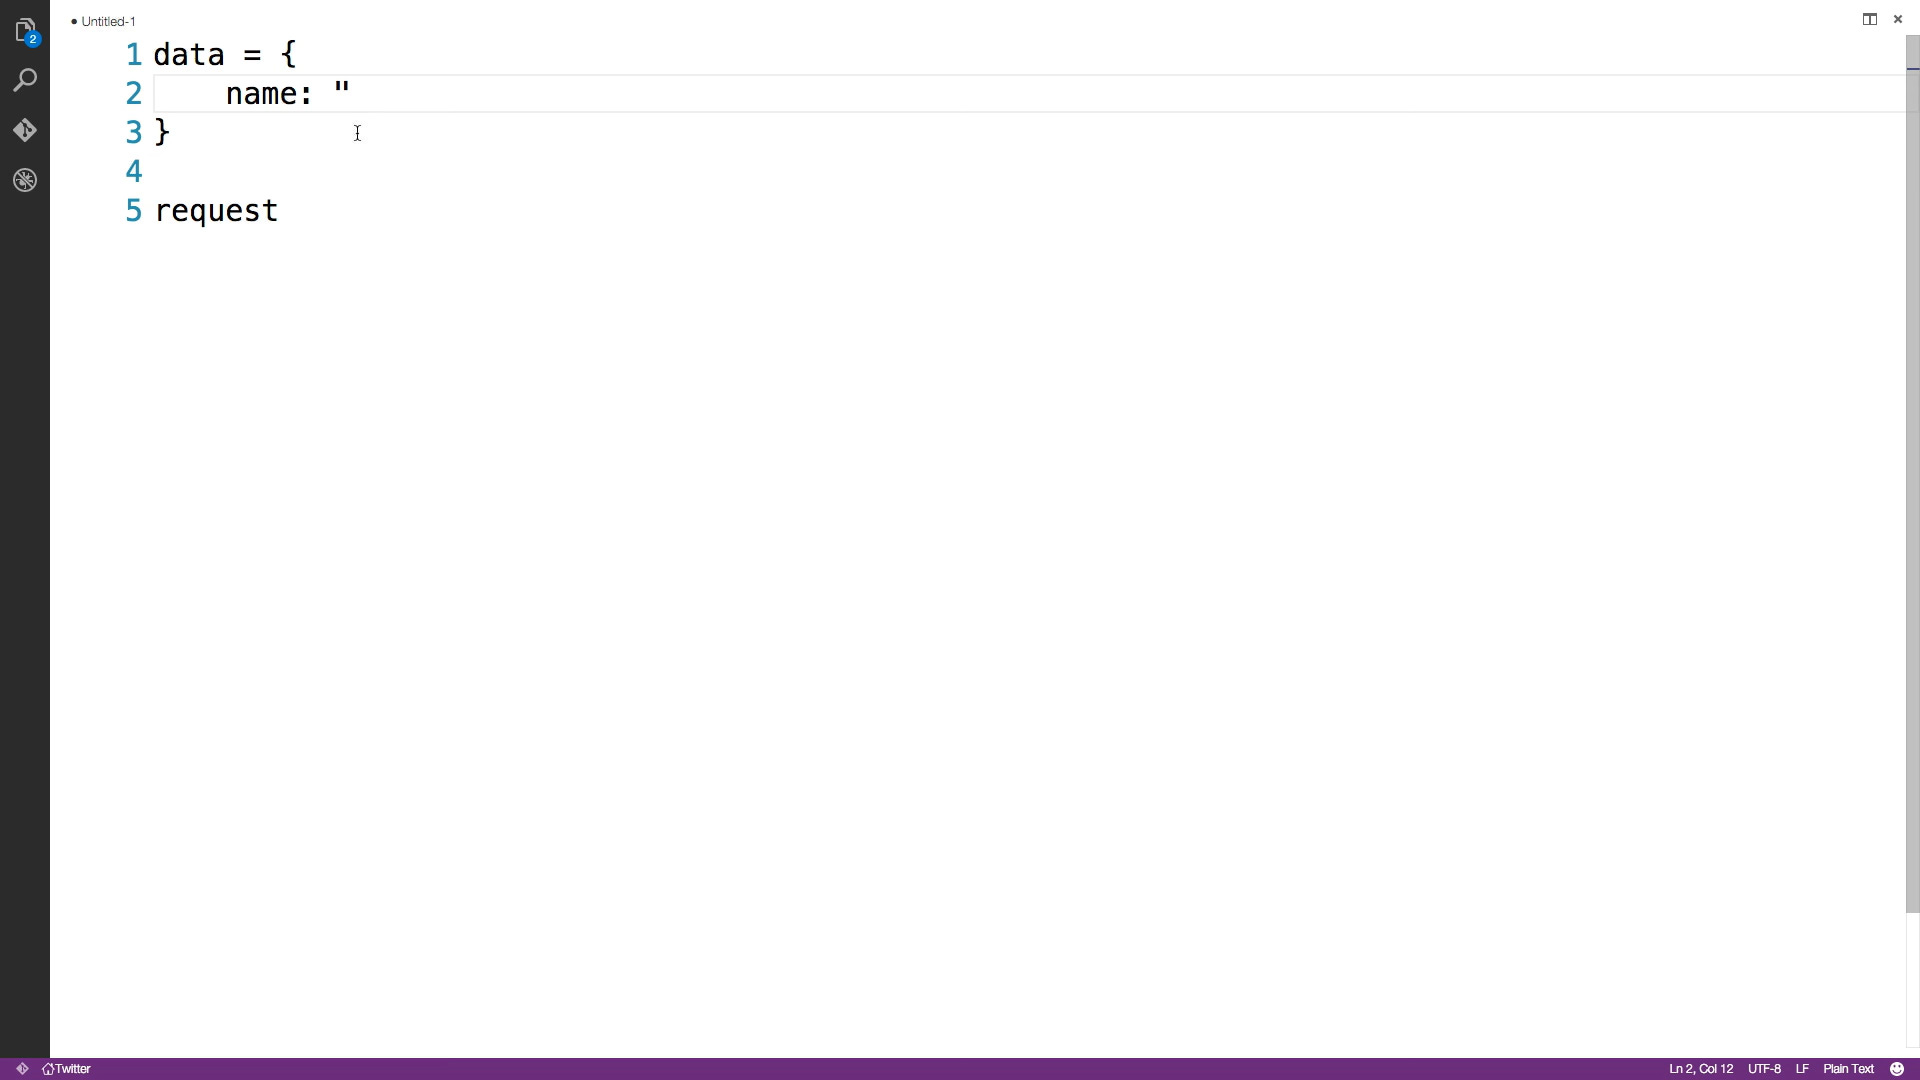 2
● Untitled-1
1 data = {
2     name: "
3 }
4
5 request
Twitter
Ln 2, Col 12 UTF-8 LF Plain Text